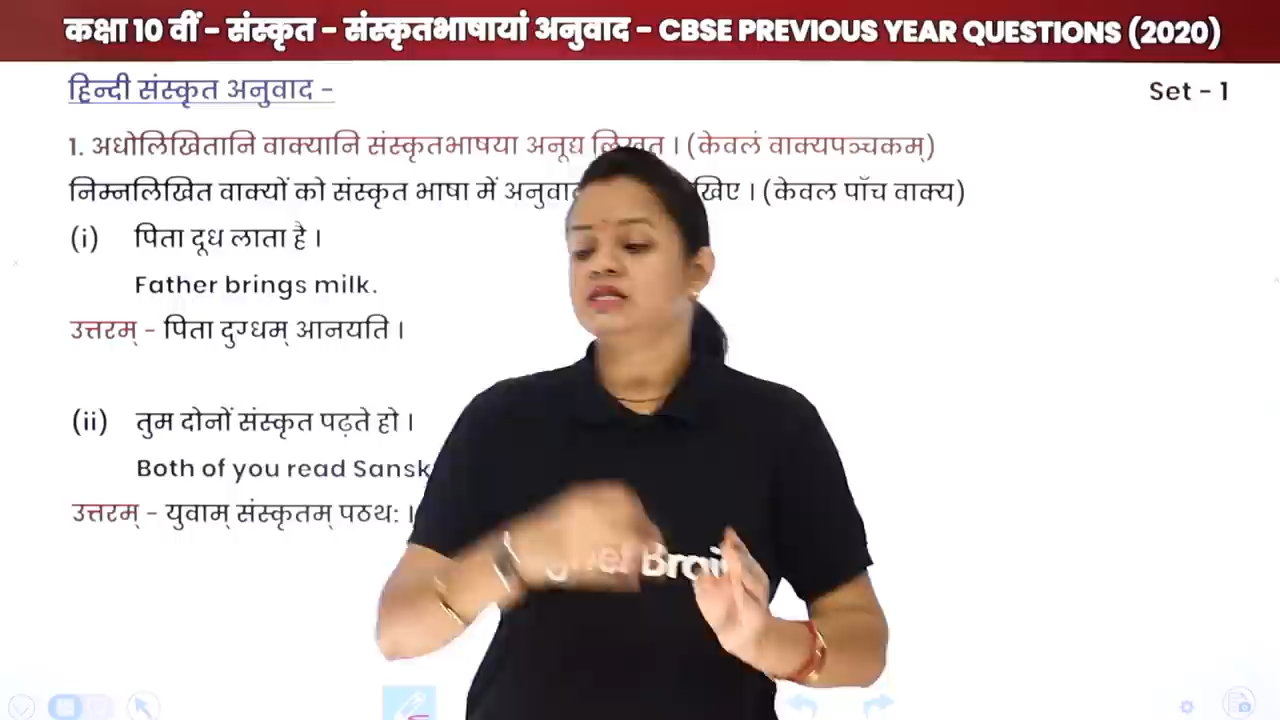 कक्षा 10 वीं - संस्कृत - संस्कृतभाषायां अनुवाद - CBSE PREVIOUS YEAR QUESTIONS (2020)
हिन्दी संस्कृत अनुवाद -
Set - 1
1. अधोलिखितानि वाक्यानि संस्कृतभाषया अनूद्य लिखत । (केवलं वाक्यपञ्चकम्)
निम्नलिखित वाक्यों को संस्कृत भाषा में । (केवल पाँच वाक्य)
(i) पिता दूध लाता है ।
Father brings milk.
उत्तरम् - पिता दुग्धम् आनयति ।
(ii) तुम दोनों संस्कृत पढ़ते हो ।
Both of you read
उत्तरम् - युवाम् संस्कृतम् पठथः ।